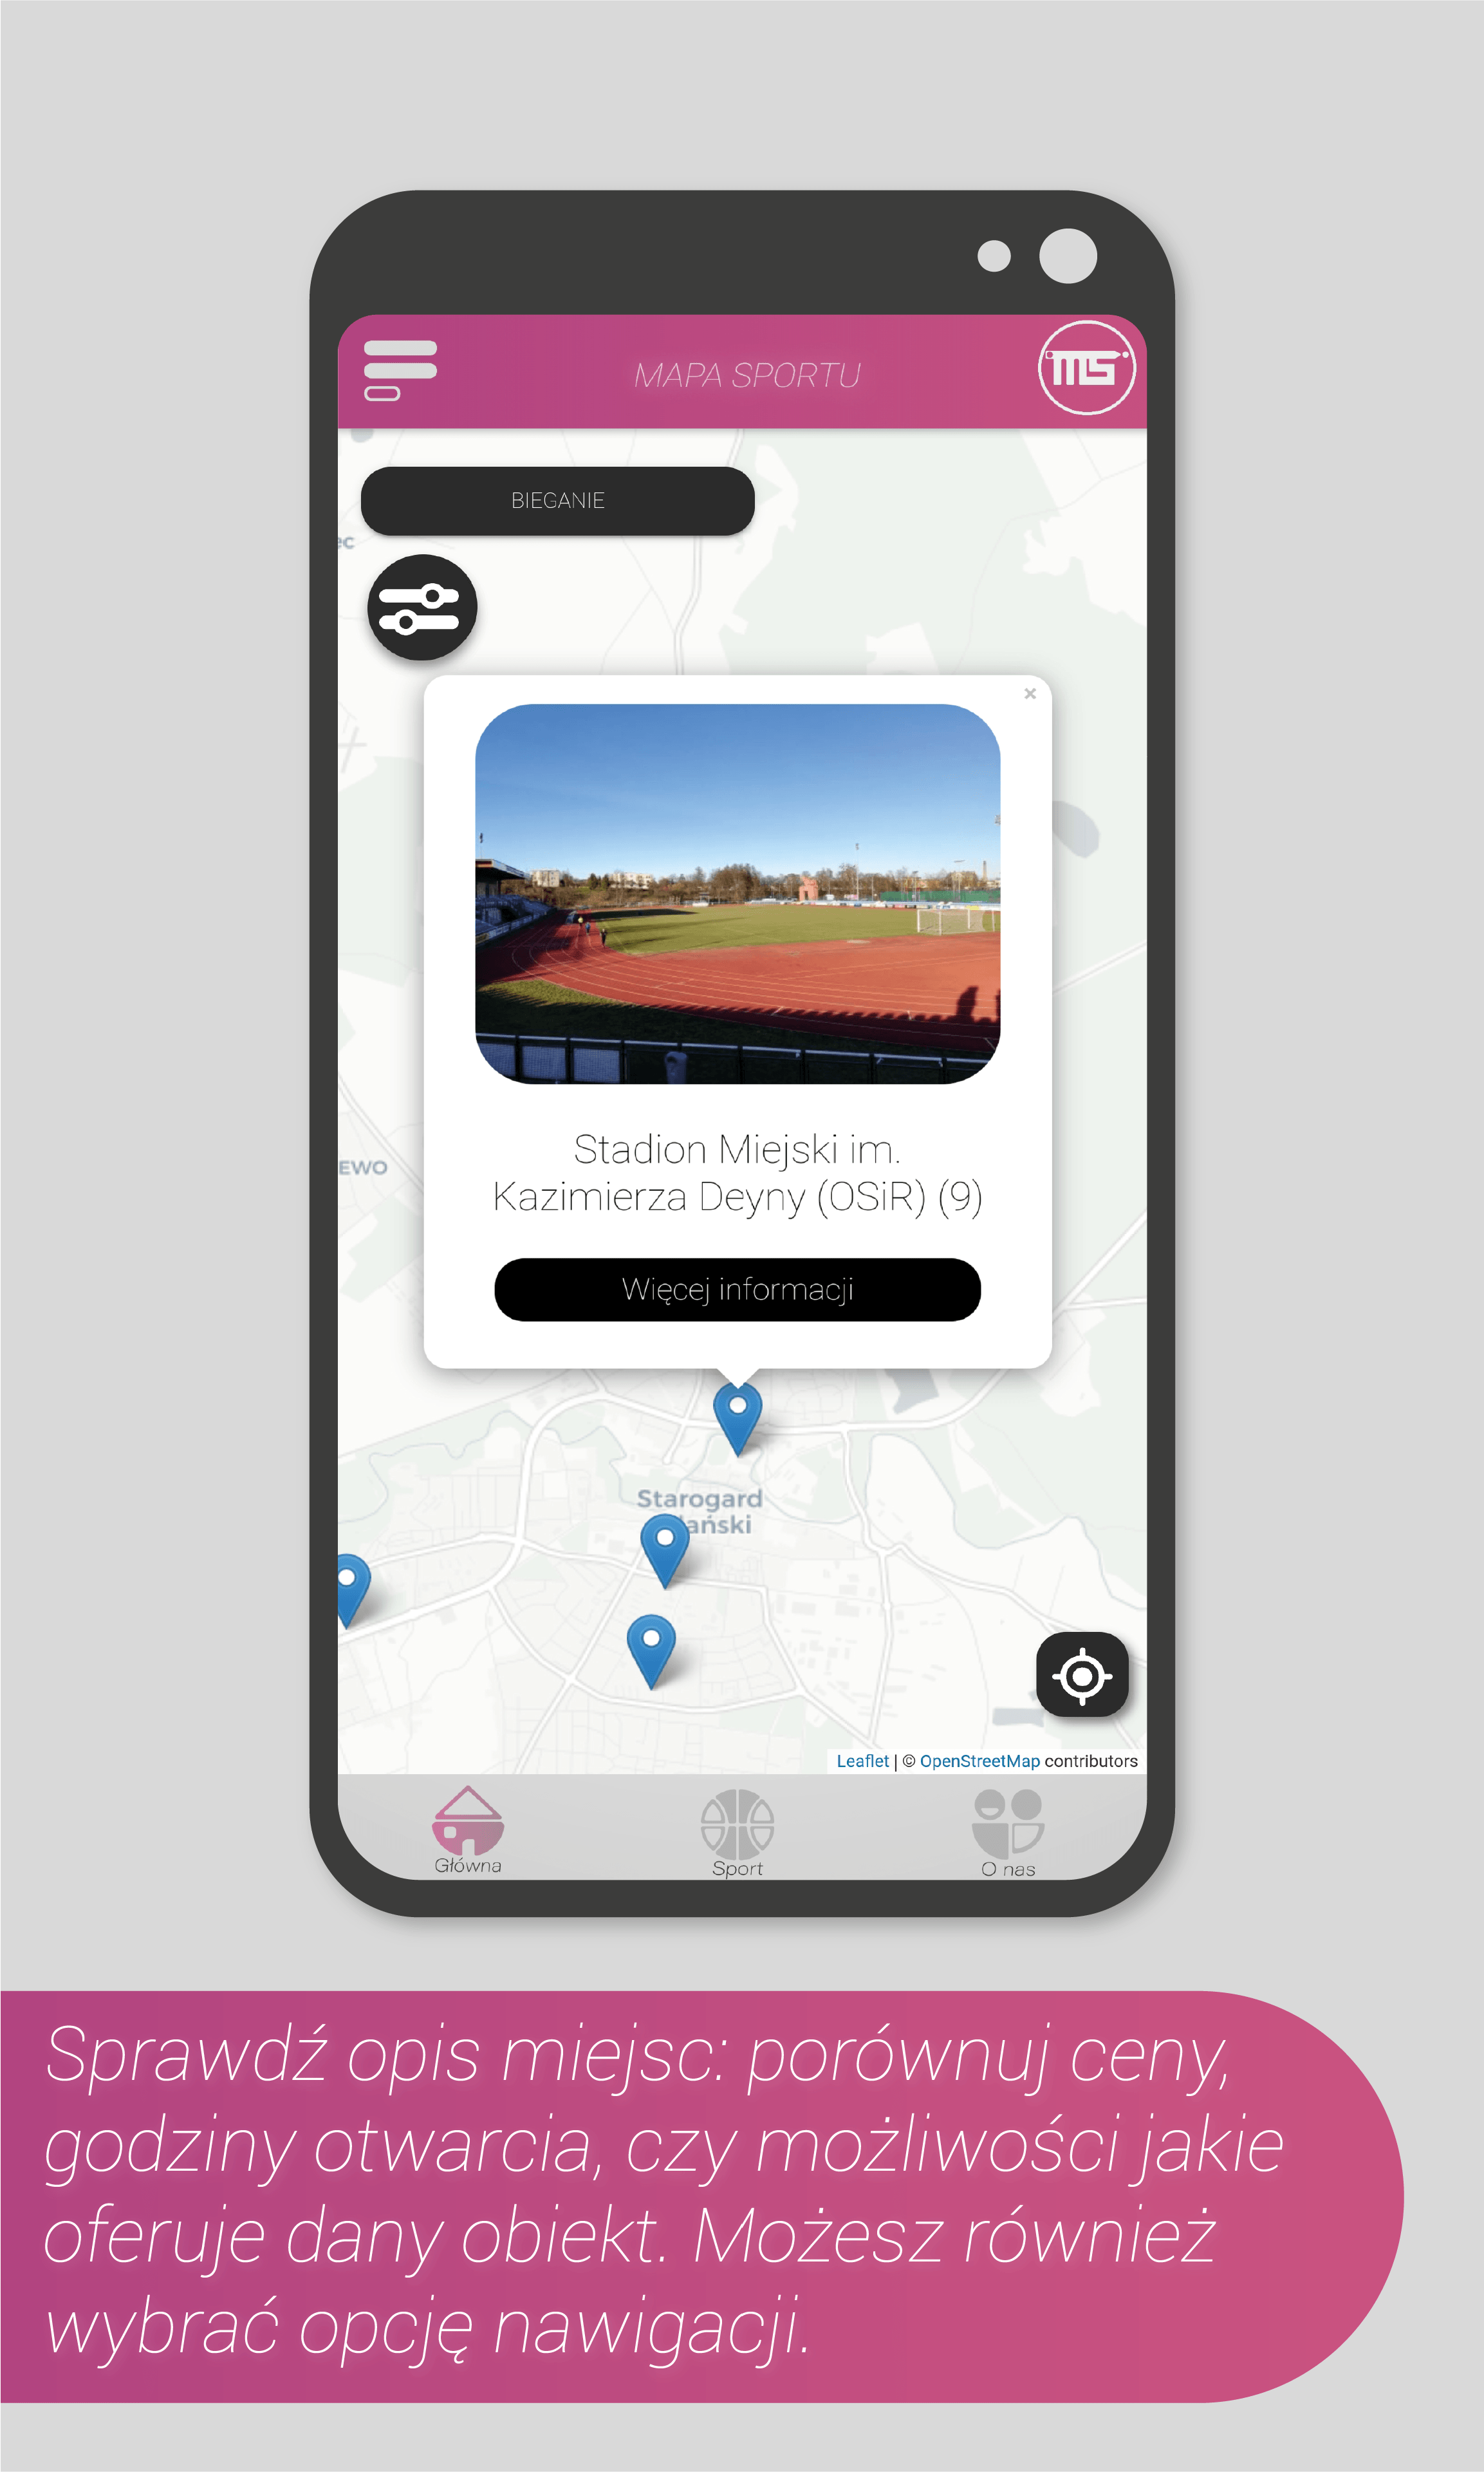 MAPA SPORTU
MS
BIEGANIE
ec
Stadion Miejski im.
Kazimierza Deyny (OSiR) (9)
Więcej informacji
EWO
Starogard
ański
Leaflet | © OpenStreetMap contributors
Główna
Sport
O nas
Sprawdź opis miejsc: porównuj ceny,
godziny otwarcia, czy możliwości jakie
oferuje dany obiekt. Możesz również
wybrać opcję nawigacji.